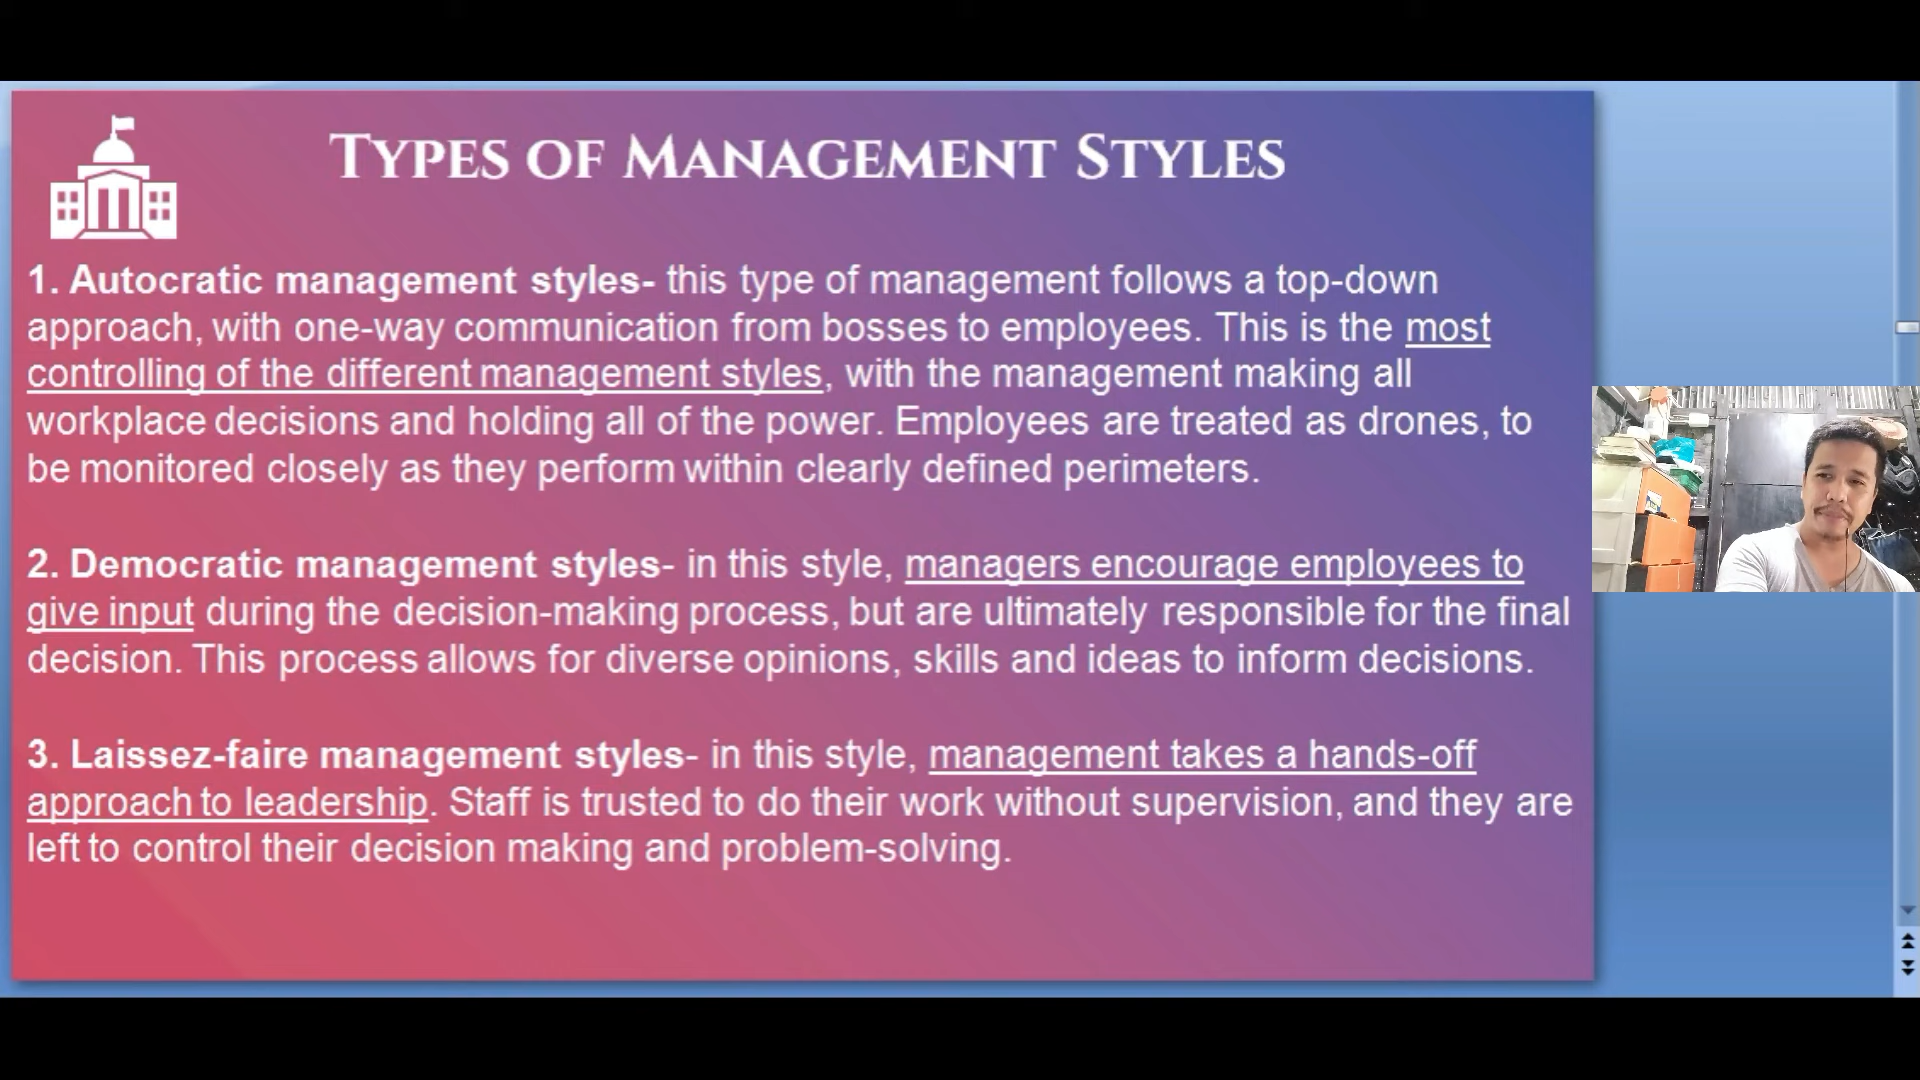 TYPES OF MANAGEMENT STYLES
1. Autocratic management styles- this type of management follows a top-down
approach, with one-way communication from bosses to employees. This is the most
controlling of the different management styles, with the management making all
workplace decisions and holding all of the power. Employees are treated as drones, to
be monitored closely as they perform within clearly defined perimeters.
2. Democratic management styles- in this style, managers encourage employees to
give input during the decision-making process, but are ultimately responsible for the final
decision. This process allows for diverse opinions, skills and ideas to inform decisions.
3. Laissez-faire management styles- in this style, management takes a hands-off
approach to leadership. Staff is trusted to do their work without supervision, and they are
left to control their decision making and problem-solving.